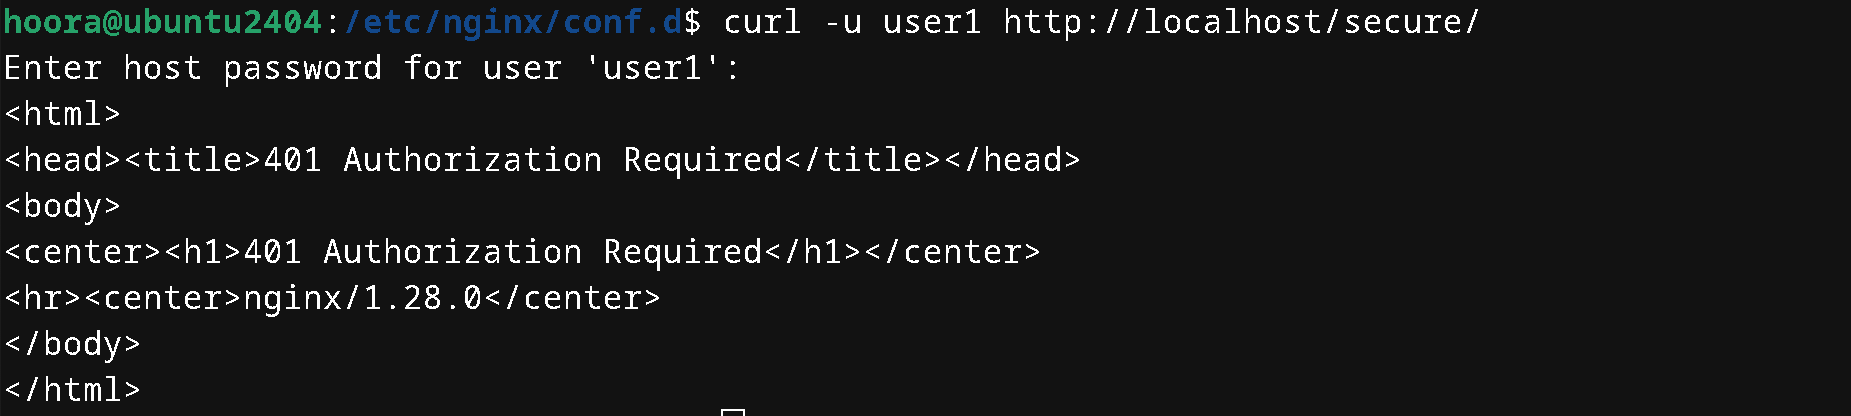 hoora@ubuntu2404:/etc/nginx/conf.d$ curl -u user1 http://localhost/secure/
Enter host password for user 'user1':
<html>
<head><title>401 Authorization Required</title></head>
<body>
<center><h1>401 Authorization Required</h1></center>
<hr><center>nginx/1.28.0</center>
</body>
</html>